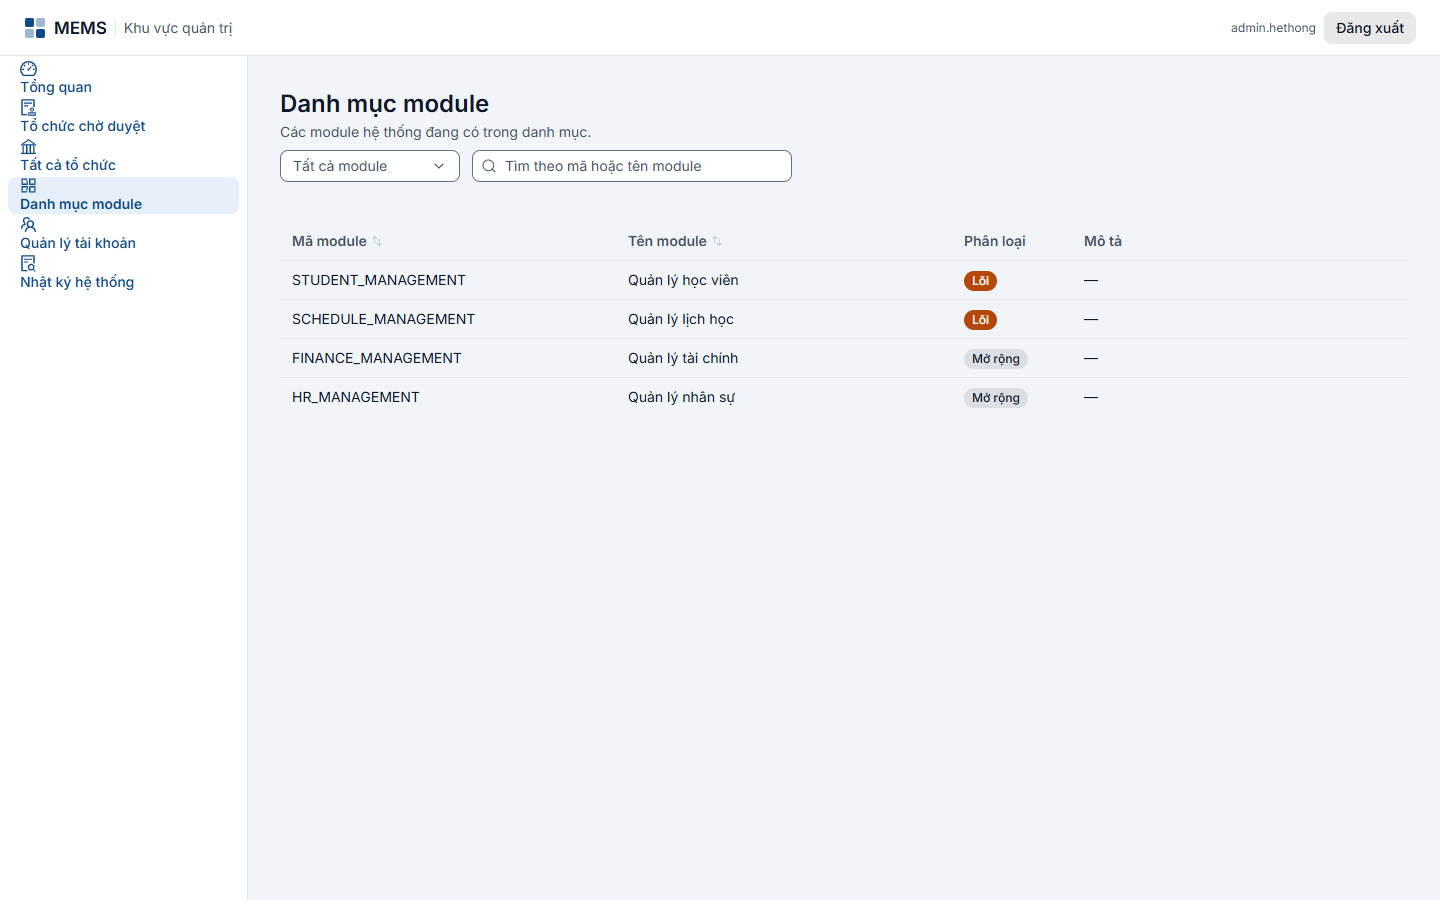 MEMS
Khu vực quản trị
admin.hethong
Đăng xuất
Tổng quan
Tổ chức chờ duyệt
Tất cả tổ chức
Danh mục module
Quản lý tài khoản
Nhật ký hệ thống
Danh mục module
Các module hệ thống đang có trong danh mục.
Tất cả module
Tìm theo mã hoặc tên module
Mã module Tên module Phân loại Mô tả
STUDENT_MANAGEMENT Quản lý học viên Lõi —
SCHEDULE_MANAGEMENT Quản lý lịch học Lõi —
FINANCE_MANAGEMENT Quản lý tài chính Mở rộng —
HR_MANAGEMENT Quản lý nhân sự Mở rộng —